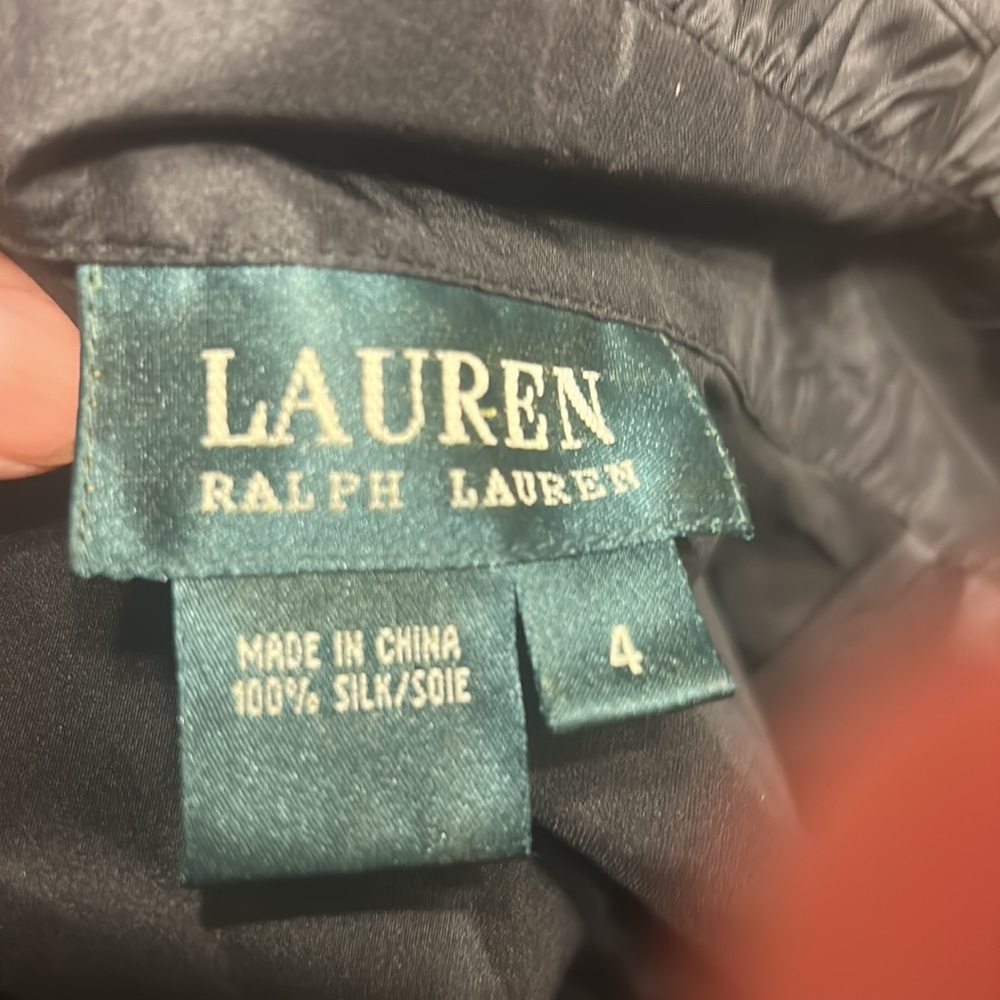 LAUREN
RALPH LAUREN
MADE IN CHINA
100% SILK/SOIE
4